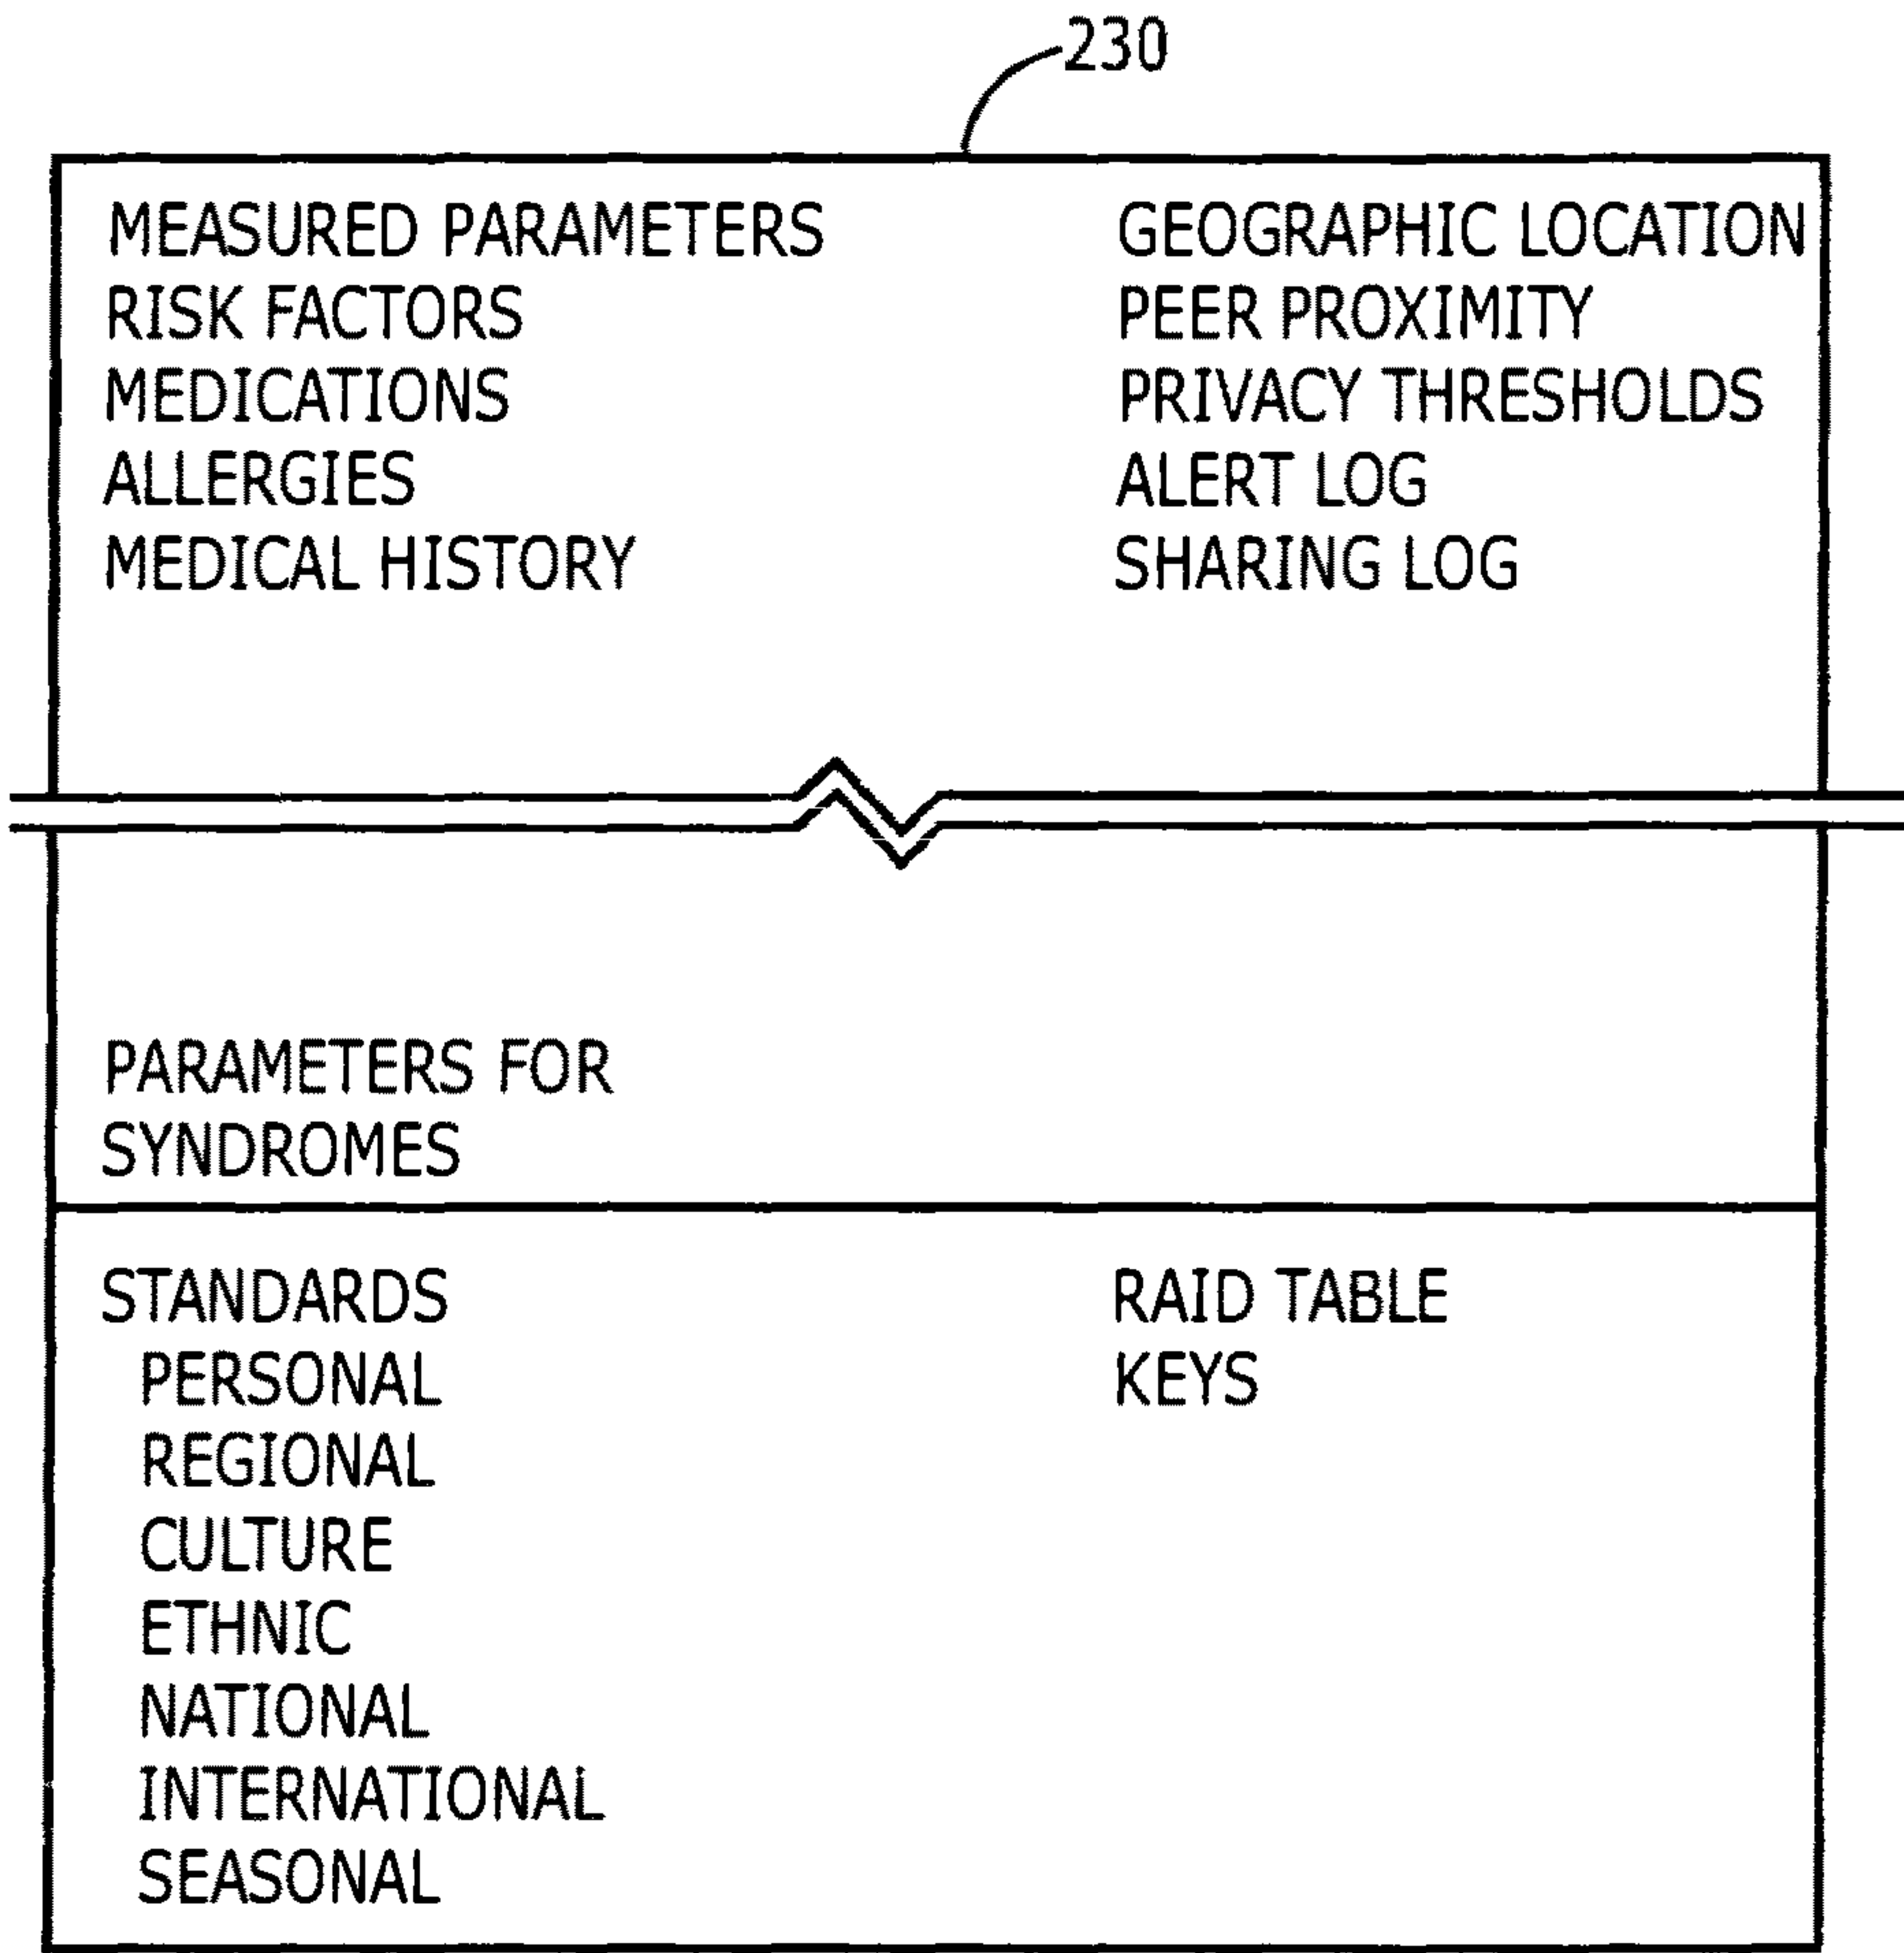 230
MEASURED PARAMETERS
RISK FACTORS
MEDICATIONS
ALLERGIES
MEDICAL HISTORY
GEOGRAPHIC LOCATION
PEER PROXIMITY
PRIVACY THRESHOLDS
ALERT LOG
SHARING LOG
PARAMETERS FOR
SYNDROMES
STANDARDS
PERSONAL
REGIONAL
CULTURE
ETHNIC
NATIONAL
INTERNATIONAL
SEASONAL
RAID TABLE
KEYS